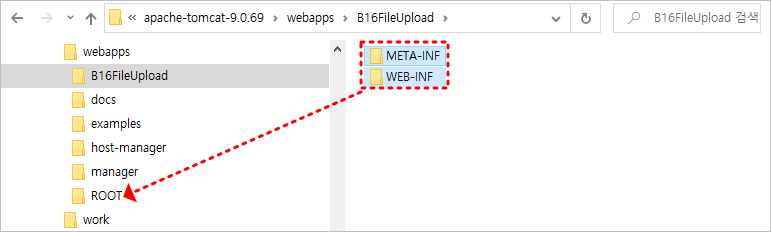 « apache-tomcat-9.0.69 > webapps > B16FileUpload >
B16FileUpload 검색
webapps
B16FileUpload
docs
examples
host-manager
manager
ROOT
work
META-INF
WEB-INF